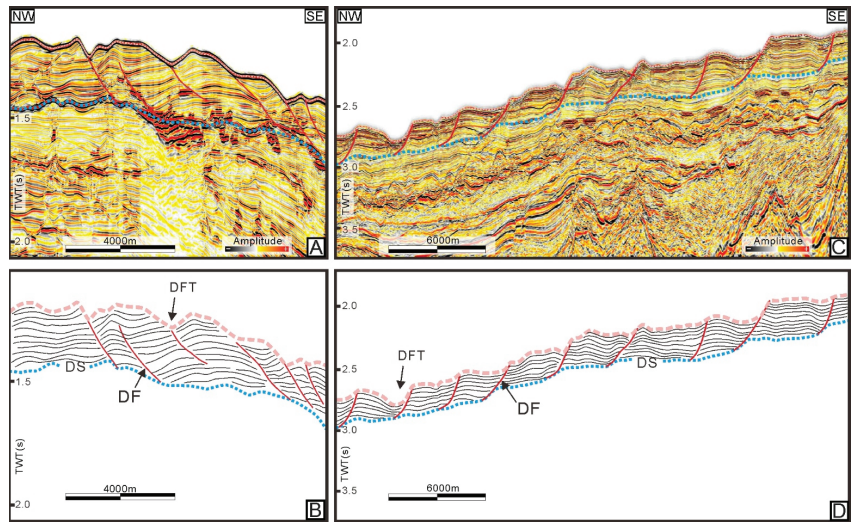 NW
SE
1.5
TWT(s)
2.0
4000m
Amplitude
A
NW
SE
2.0
2.5
3.0
TWT(s)
3.5
6000m
Amplitude
C
DFT
DS
DF
1.5
TWT(s)
2.0
4000m
B
2.0
DFT
2.5
DS
DF
3.0
TWT(s)
3.5
6000m
D